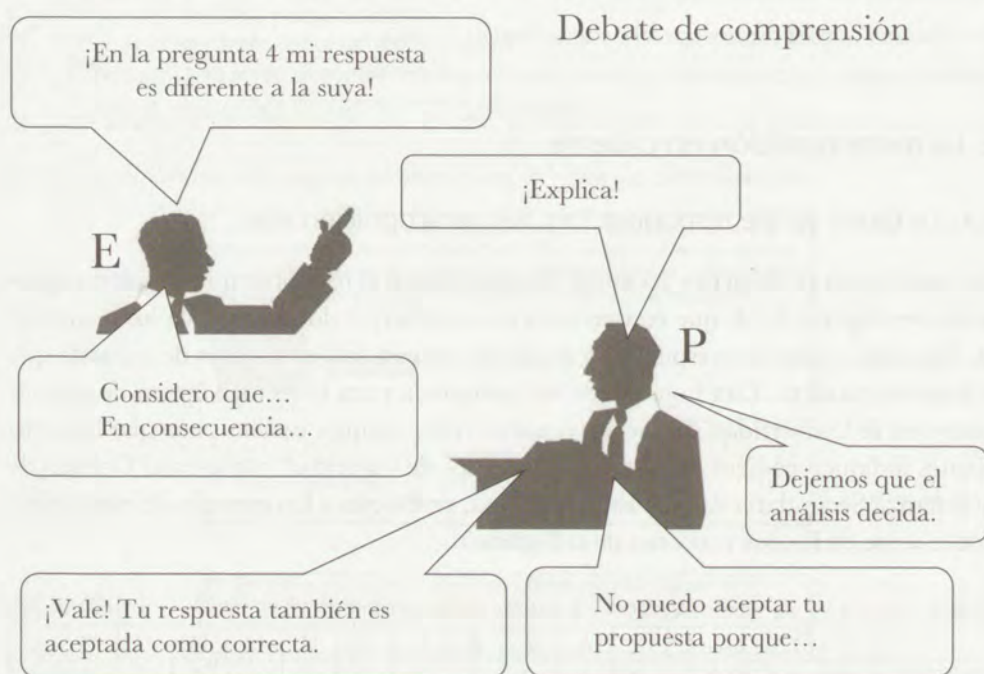 Debate de comprensión
¡En la pregunta 4 mi respuesta
es diferente a la suya!
E
¡Explica!
P
Considero que…
En consecuencia…
Dejemos que el
análisis decida.
¡Vale! Tu respuesta también es
aceptada como correcta.
No puedo aceptar tu
propuesta porque…